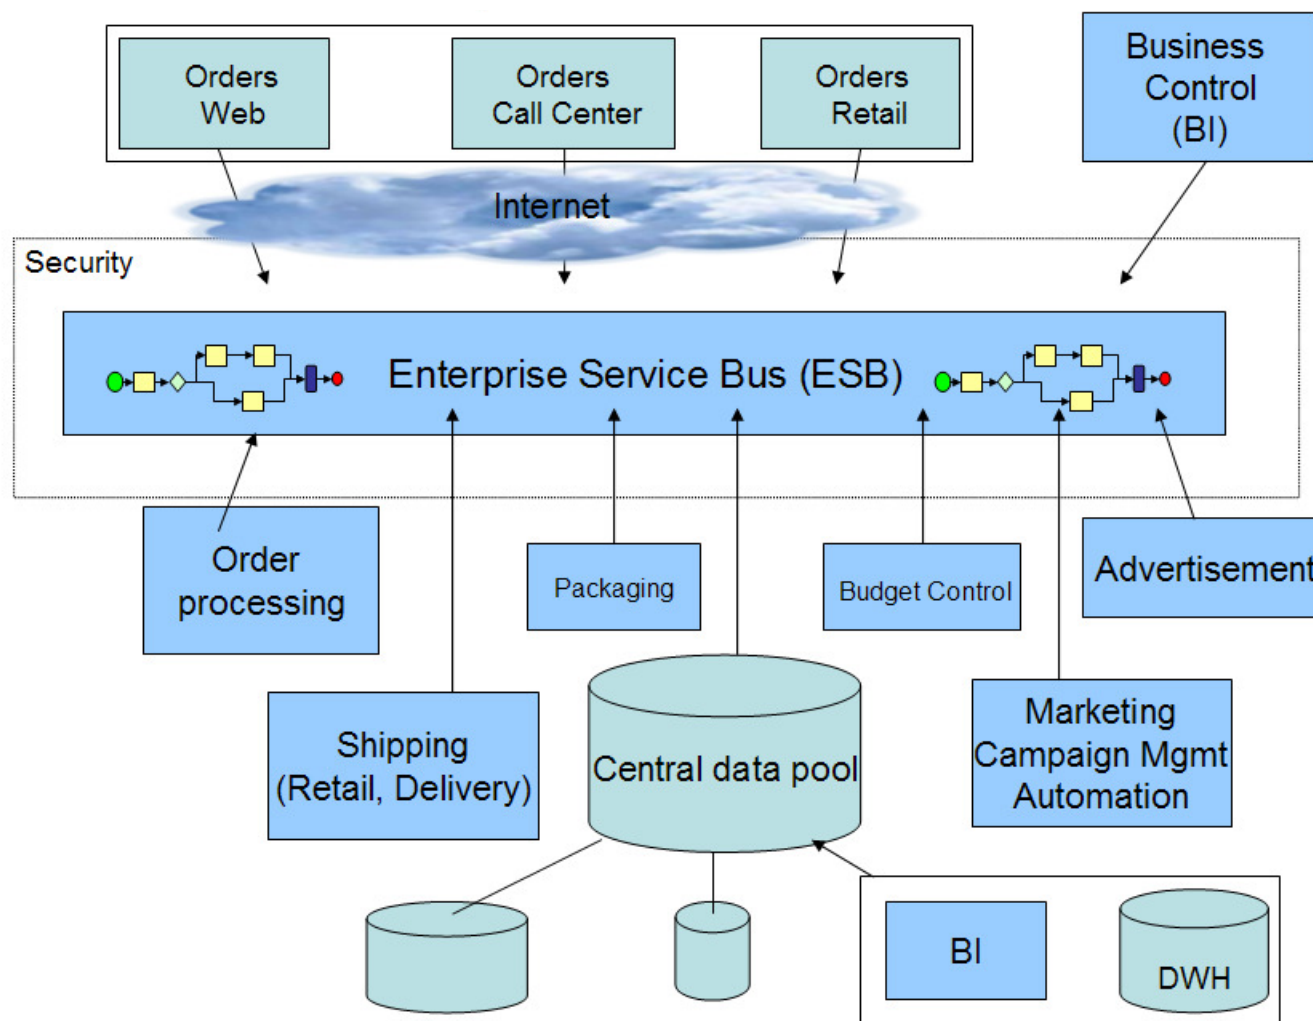 Orders
Web
Orders
Call Center
Orders
Retail
Business
Control
(BI)
Internet
Security
Enterprise Service Bus (ESB)
Order
processing
Packaging
Budget Control
Advertisement
Shipping
(Retail, Delivery)
Central data pool
Marketing
Campaign Mgmt
Automation
BI
DWH